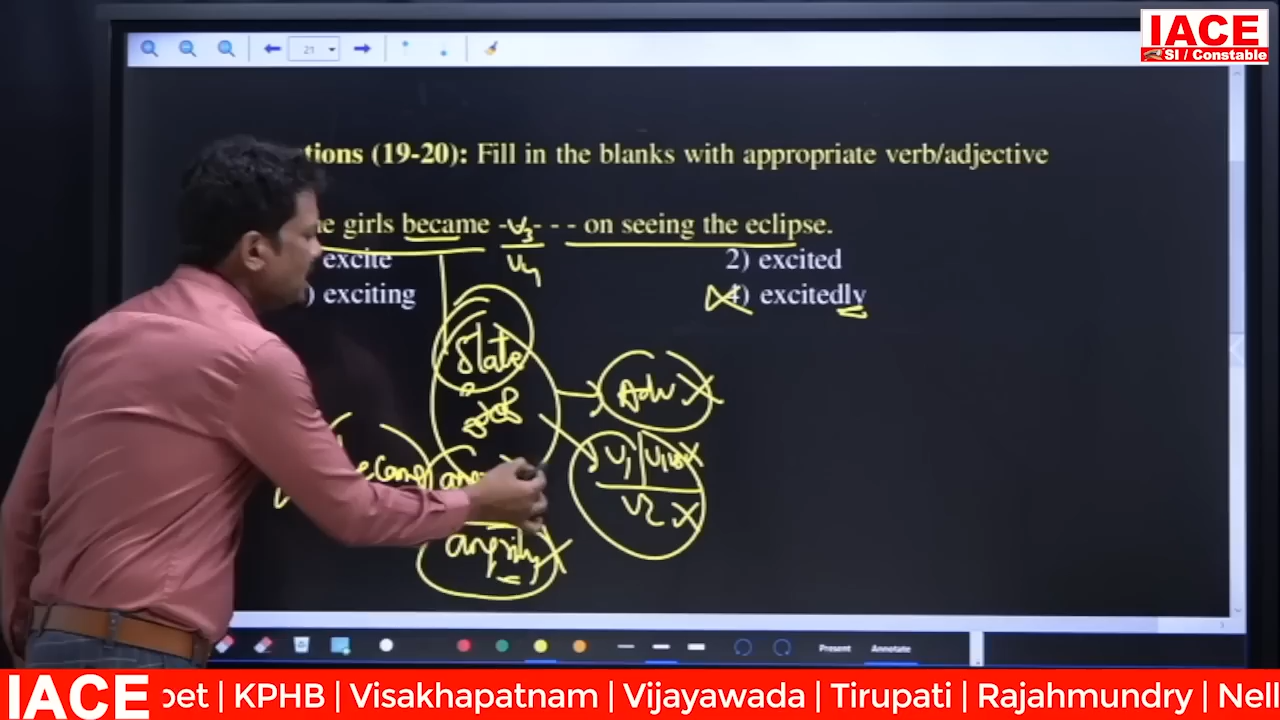 IACE
SI / Constable
21
tions (19-20): Fill in the blanks with appropriate verb/adjective
e girls became - V3 - - - on seeing the eclipse.
V4
excite
2) excited
) exciting
4) excitedly
State
Adv X
V1
V2 X
angrily X
Present
Annotate
IACE
pet | KPHB | Visakhapatnam | Vijayawada | Tirupati | Rajahmundry | Nell